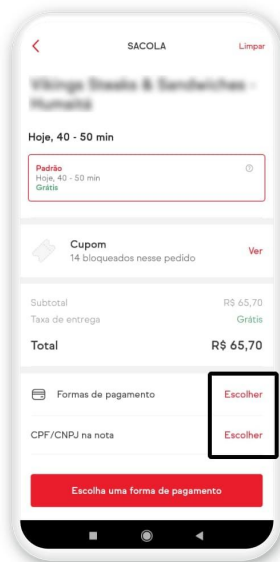 SACOLA
Limpar
Hoje, 40 - 50 min
Padrão
Hoje, 40 - 50 min
Grátis
Cupom
14 bloqueados nesse pedido
Ver
Subtotal R$ 65,70
Taxa de entrega Grátis
Total R$ 65,70
Formas de pagamento Escolher
CPF/CNPJ na nota Escolher
Escolha uma forma de pagamento